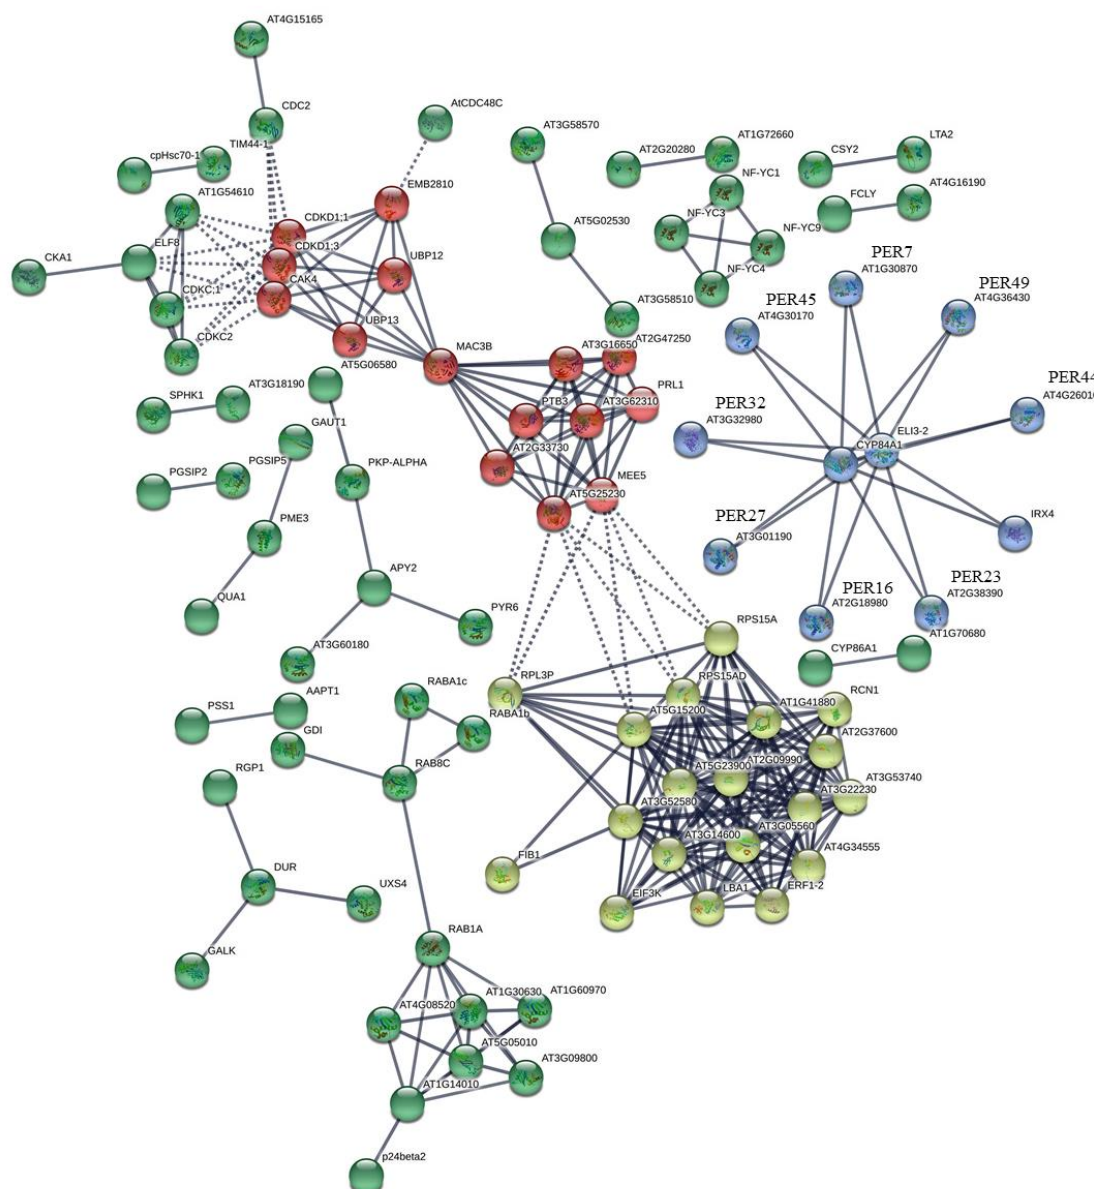 AT4G15165
CDC2
AtCDC48C
TIM44-1
cpHsc70-1
AT3G58570
AT2G20280
AT1G72660
CSY2
LTA2
AT1G54610
EMB2810
NF-YC1
FCLY
AT4G16190
CDKD1;1
NF-YC3
AT5G02530
NF-YC9
ELF8
CDKD1;3
UBP12
CKA1
CAK4
NF-YC4
PER7
AT1G30870
CDKC;1
AT3G58510
PER45
AT4G30170
PER49
AT4G36430
CDKC2
UBP13
AT5G06580
MAC3B
AT3G16650
AT2G47250
SPHK1
AT3G18190
PRL1
PER44
AT4G26010
PTB3
AT3G62310
PER32
AT3G32980
GAUT1
ELI3-2
CYP84A1
AT2G33730
PGSIP2
PGSIP5
PKP-ALPHA
MEE5
AT5G25230
IRX4
PME3
PER27
AT3G01190
QUA1
APY2
PYR6
PER16
AT2G18980
PER23
AT2G38390
AT1G70680
AT3G60180
RPS15A
CYP86A1
RPL3P
RPS15AD
PSS1
AAPT1
RABA1c
RABA1b
AT5G15200
AT1G41880
RCN1
GDI
AT2G37600
RGP1
RAB8C
AT5G23900
AT2G09990
AT3G53740
AT3G22230
AT3G52580
AT3G05560
AT3G14600
AT4G34555
FIB1
DUR
UXS4
EIF3K
LBA1
ERF1-2
GALK
RAB1A
AT1G30630
AT1G60970
AT4G08520
AT5G05010
AT3G09800
AT1G14010
p24beta2